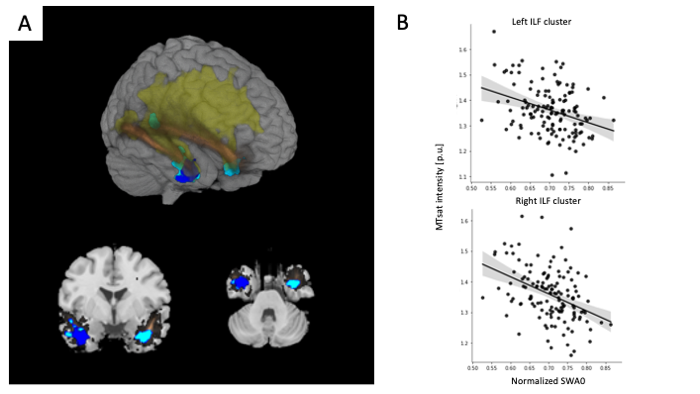 A
B
Left ILF cluster
1.6
1.5
1.4
1.3
1.2
1.1
0.50 0.55 0.60 0.65 0.70 0.75 0.80 0.85
MTsat intensity [p.u.]
Right ILF cluster
1.6
1.5
1.4
1.3
1.2
0.50 0.55 0.60 0.65 0.70 0.75 0.80 0.85
Normalized SWA0